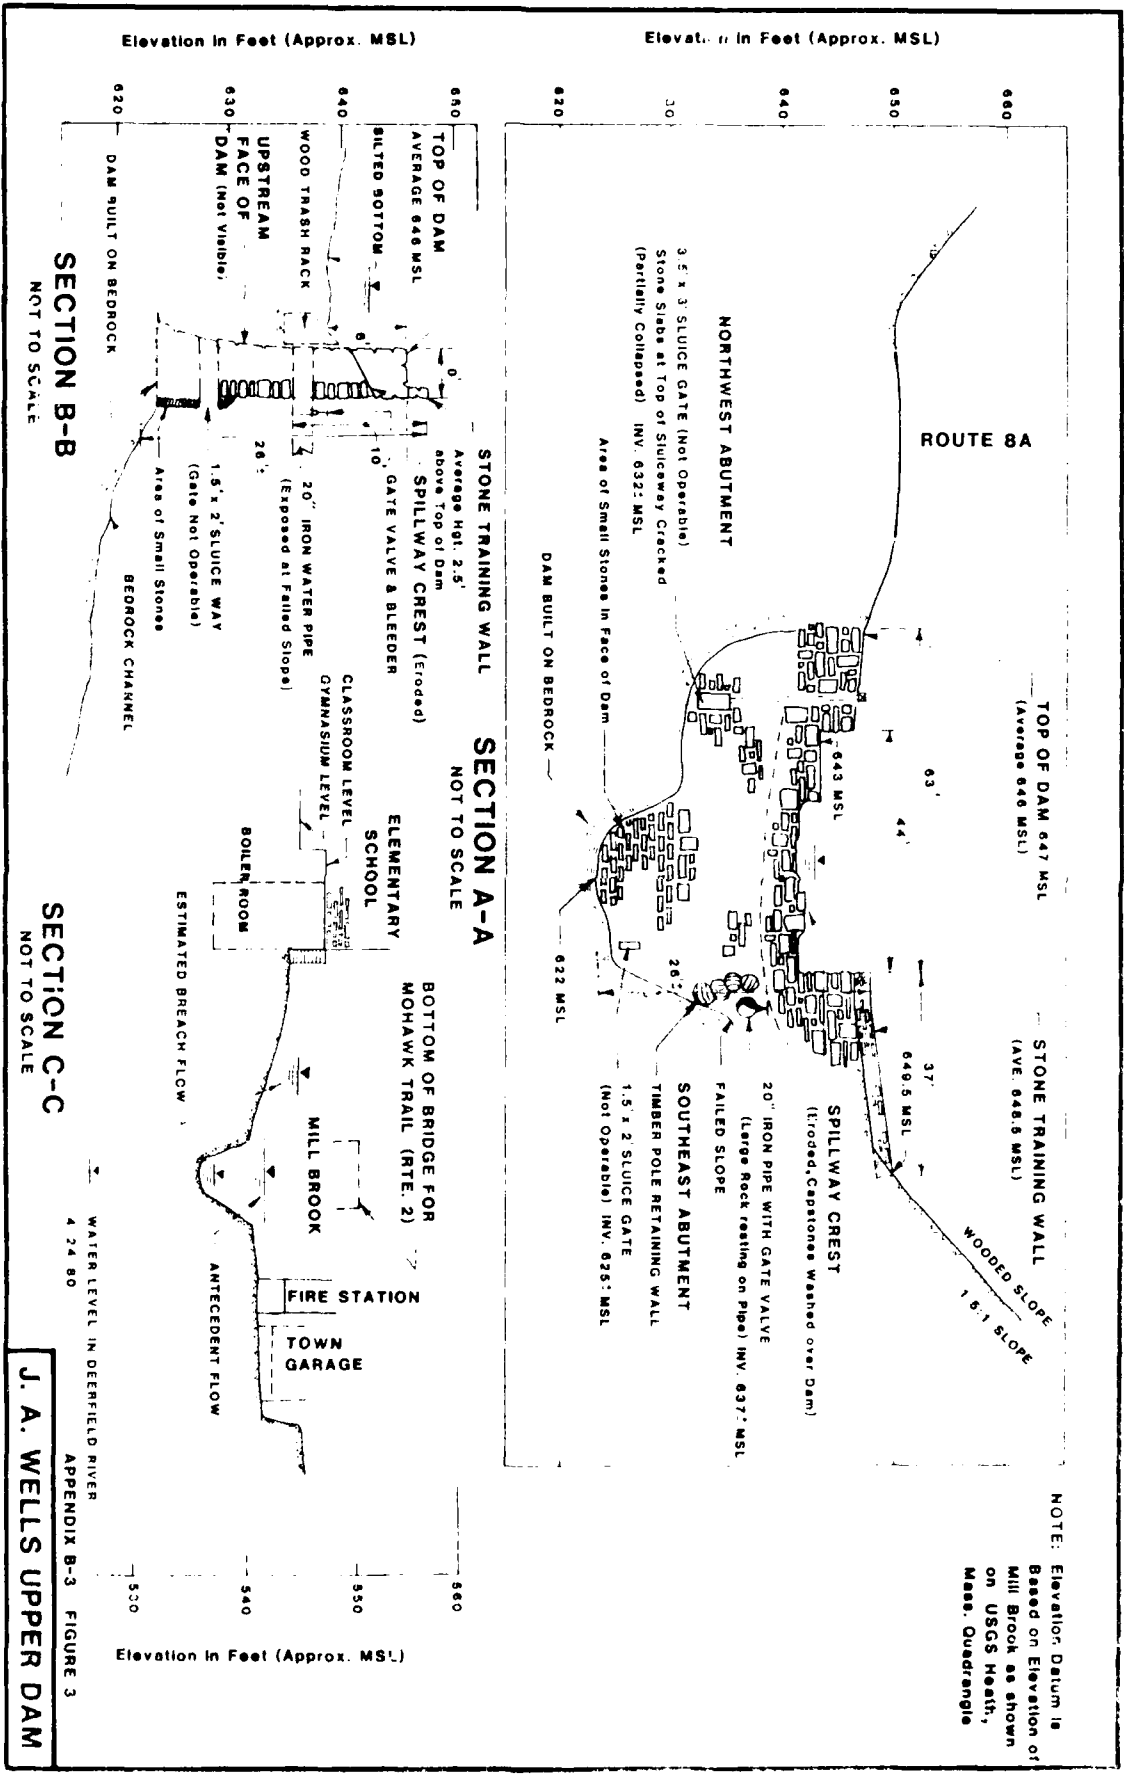 Elevation in Feet (Approx. MSL)
660
650
640
30
620
ROUTE 8A
NORTHWEST ABUTMENT
3.5' x 3' SLUICE GATE (Not Operable)
Stone Slabs at Top of Sluiceway Cracked
(Partially Collapsed) INV. 632± MSL
Area of Small Stones in Face of Dam
DAM BUILT ON BEDROCK
TOP OF DAM 647 MSL
(Average 646 MSL)
63'
44'
643 MSL
622 MSL
26'±
STONE TRAINING WALL
(AVE. 648.5 MSL)
37'
649.5 MSL
WOODED SLOPE
1.5:1 SLOPE
SPILLWAY CREST
(Eroded, Capstones Washed over Dam)
20" IRON PIPE WITH GATE VALVE
(Large Rock resting on Pipe) INV. 637± MSL
FAILED SLOPE
SOUTHEAST ABUTMENT
TIMBER POLE RETAINING WALL
1.5' x 2' SLUICE GATE
(Not Operable) INV. 625± MSL
SECTION A-A
NOT TO SCALE
NOTE: Elevation Datum is
Based on Elevation of
Mill Brook as shown
on USGS Heath,
Mass. Quadrangle
Elevation in Feet (Approx. MSL)
650
640
630
620
TOP OF DAM
AVERAGE 646 MSL
SILTED BOTTOM
WOOD TRASH RACK
UPSTREAM
FACE OF
DAM (Not Visible)
DAM BUILT ON BEDROCK
6'
10'
26'±
STONE TRAINING WALL
Average Hgt. 2.5'
above Top of Dam
SPILLWAY CREST (Eroded)
GATE VALVE & BLEEDER
20" IRON WATER PIPE
(Exposed at Failed Slope)
1.5' x 2' SLUICE WAY
(Gate Not Operable)
Area of Small Stones
BEDROCK CHANNEL
SECTION B-B
NOT TO SCALE
ELEMENTARY
SCHOOL
CLASSROOM LEVEL
GYMNASIUM LEVEL
BOILER ROOM
ESTIMATED BREACH FLOW
BOTTOM OF BRIDGE FOR
MOHAWK TRAIL (RTE. 2)
MILL BROOK
FIRE STATION
TOWN
GARAGE
ANTECEDENT FLOW
WATER LEVEL IN DEERFIELD RIVER
4 24 80
560
550
540
530
Elevation in Feet (Approx. MSL)
SECTION C-C
NOT TO SCALE
APPENDIX B-3 FIGURE 3
J. A. WELLS UPPER DAM